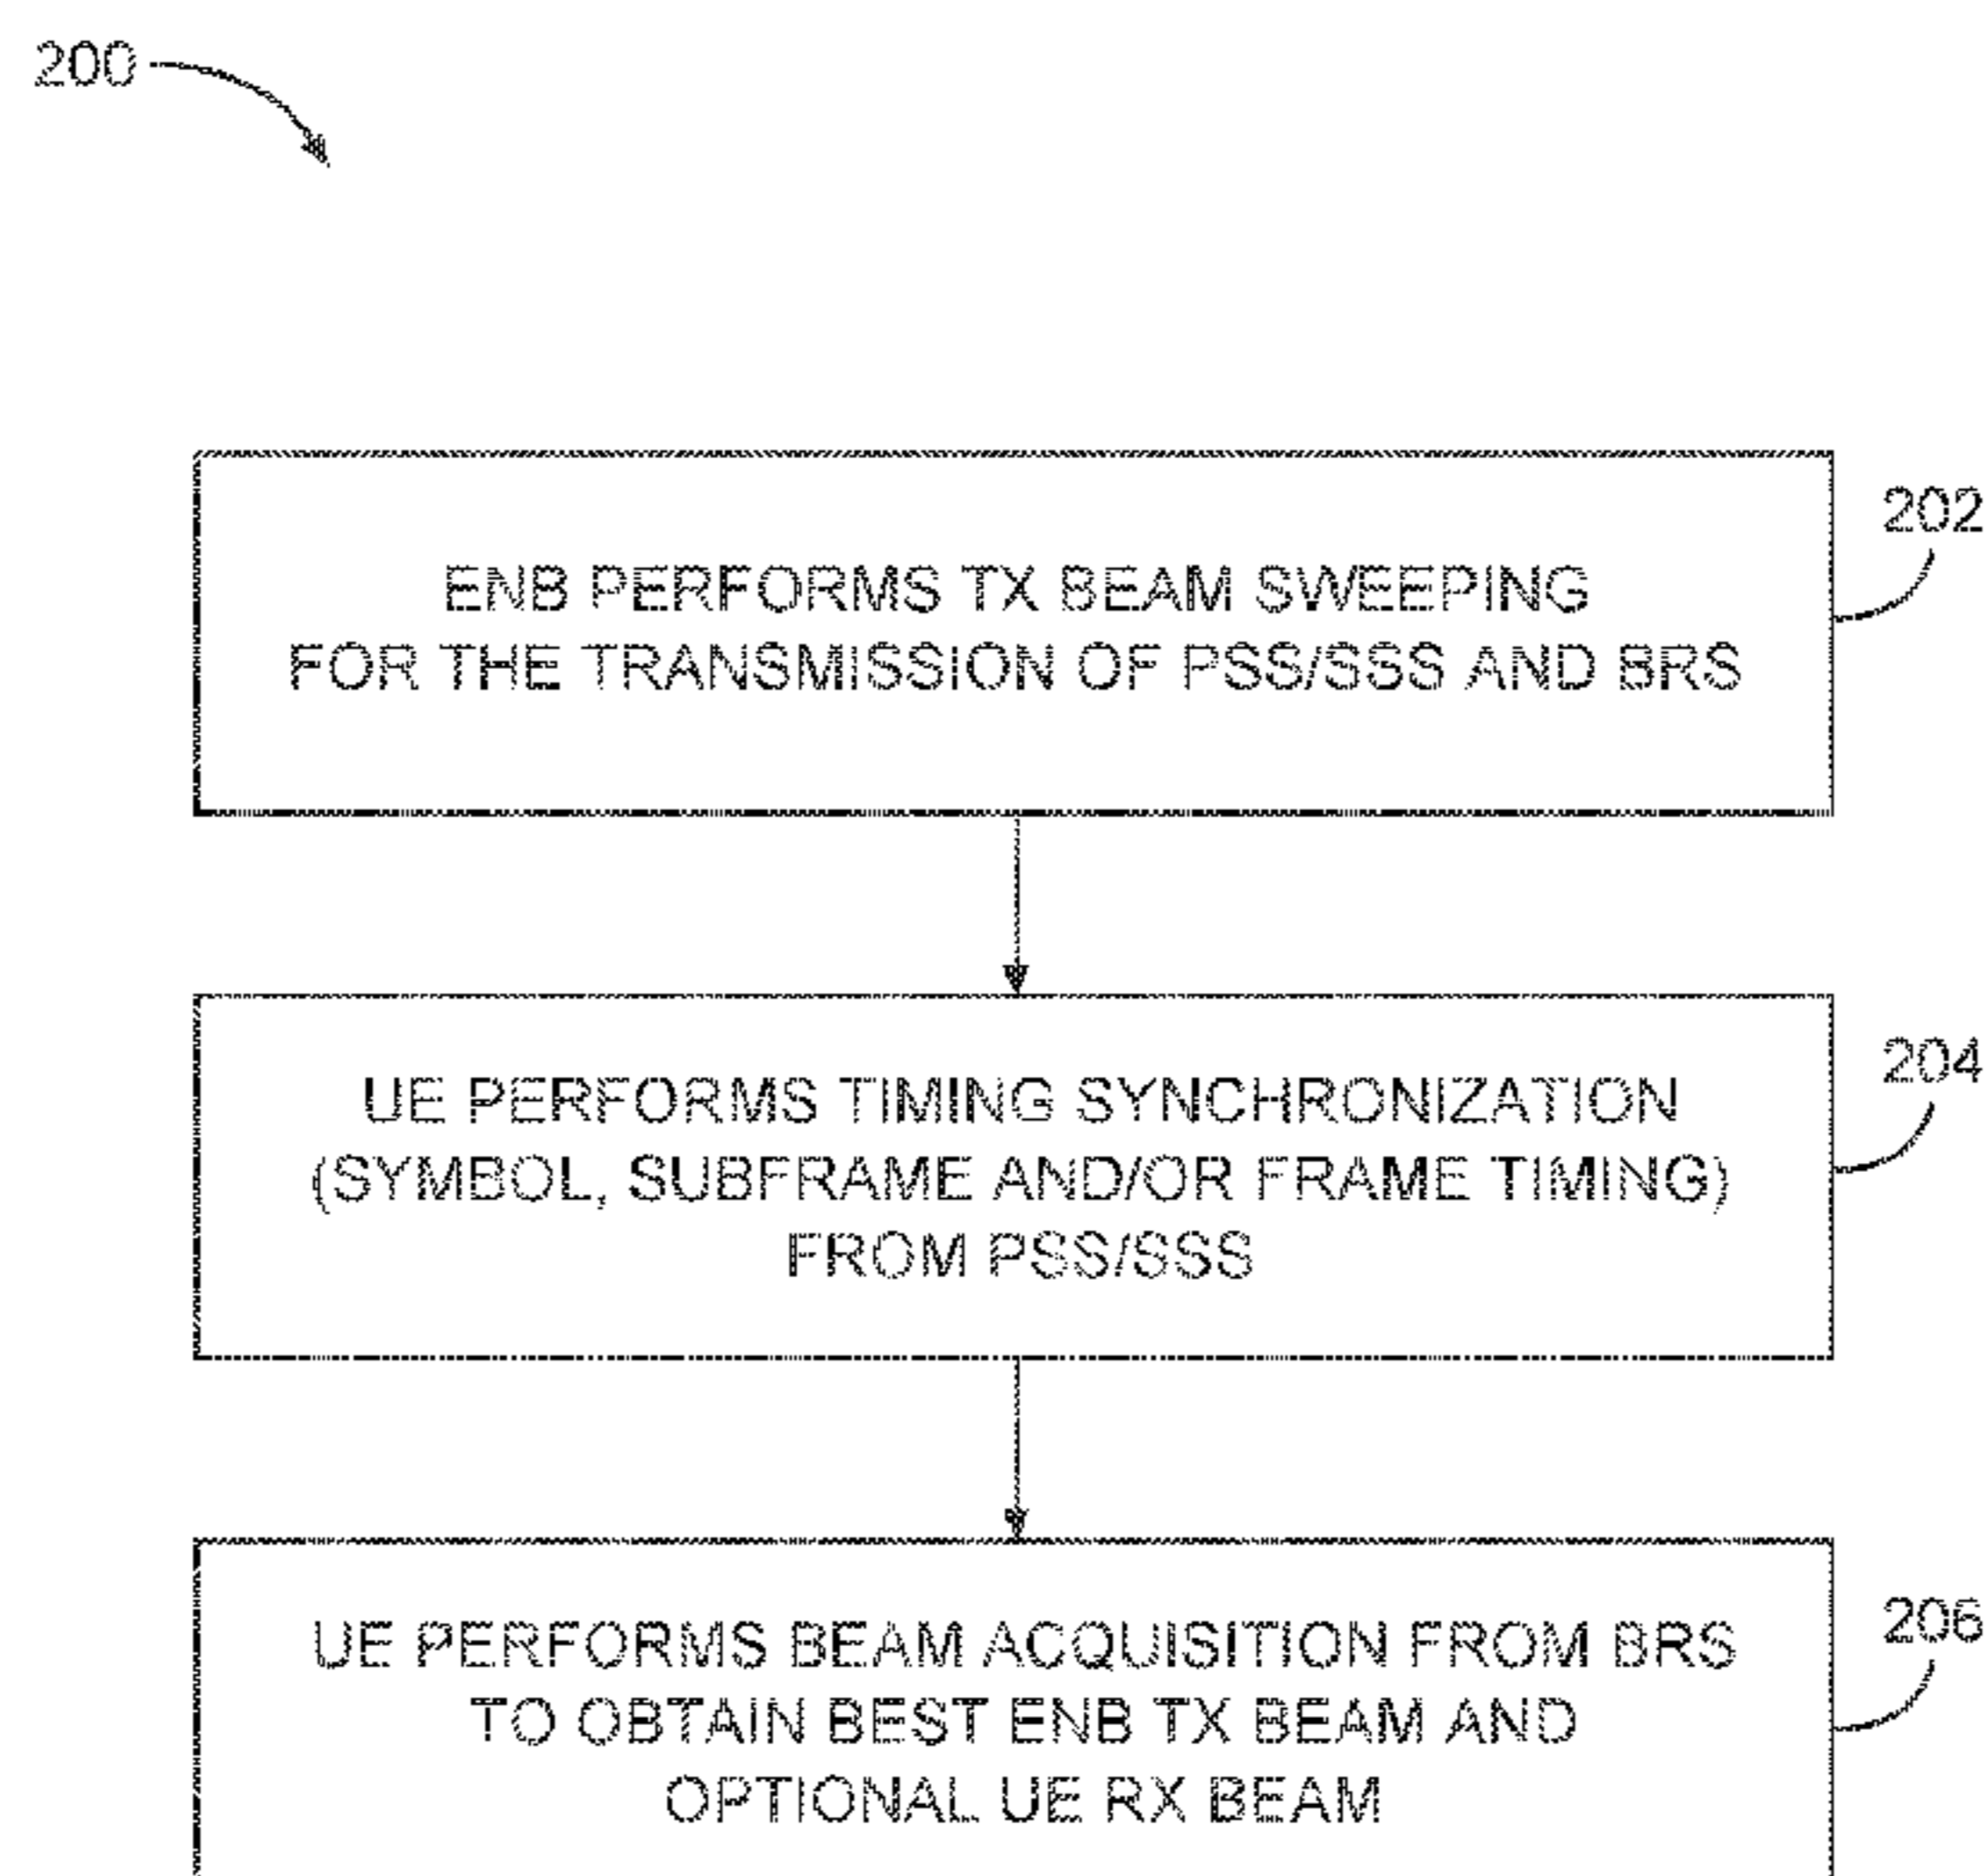 200
202
ENB PERFORMS TX BEAM SWEEPING
FOR THE TRANSMISSION OF PSS/SSS AND BRS
204
UE PERFORMS TIMING SYNCHRONIZATION
(SYMBOL, SUBFRAME AND/OR FRAME TIMING)
FROM PSS/SSS
206
UE PERFORMS BEAM ACQUISITION FROM BRS
TO OBTAIN BEST ENB TX BEAM AND
OPTIONAL UE RX BEAM